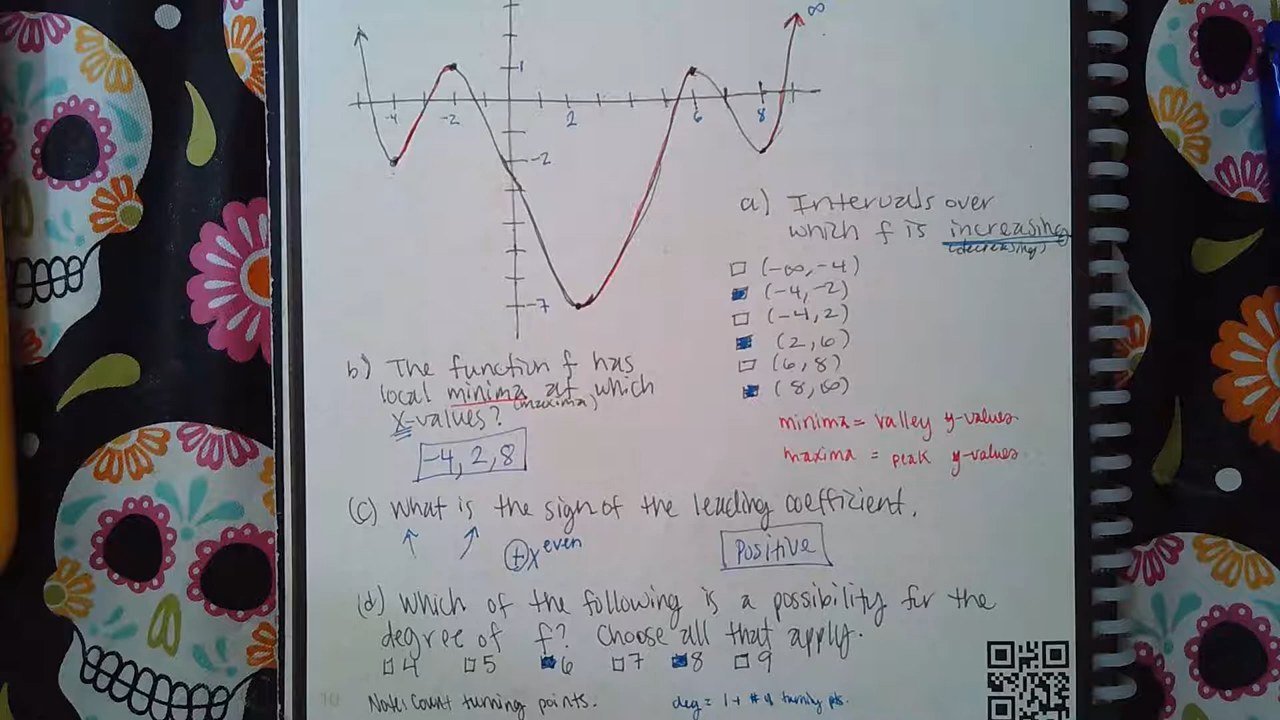 ∞
1
-4 -2 2 6 8
-2
-7
a) Intervals over
which f is increasing
(decreasing)
(-∞, -4)
(-4, -2)
(-4, 2)
(2, 6)
(6, 8)
(8, ∞)
b) The function f has
local minima at which
(maxima)
x-values?
-4, 2, 8
minima = valley y-values
maxima = peak y-values
(c) What is the sign of the leading coefficient.
+x^even
Positive
(d) Which of the following is a possibility for the
degree of f? Choose all that apply.
4 5 6 7 8 9
Note: Count turning points.
deg = 1 + # of turning pts.
10